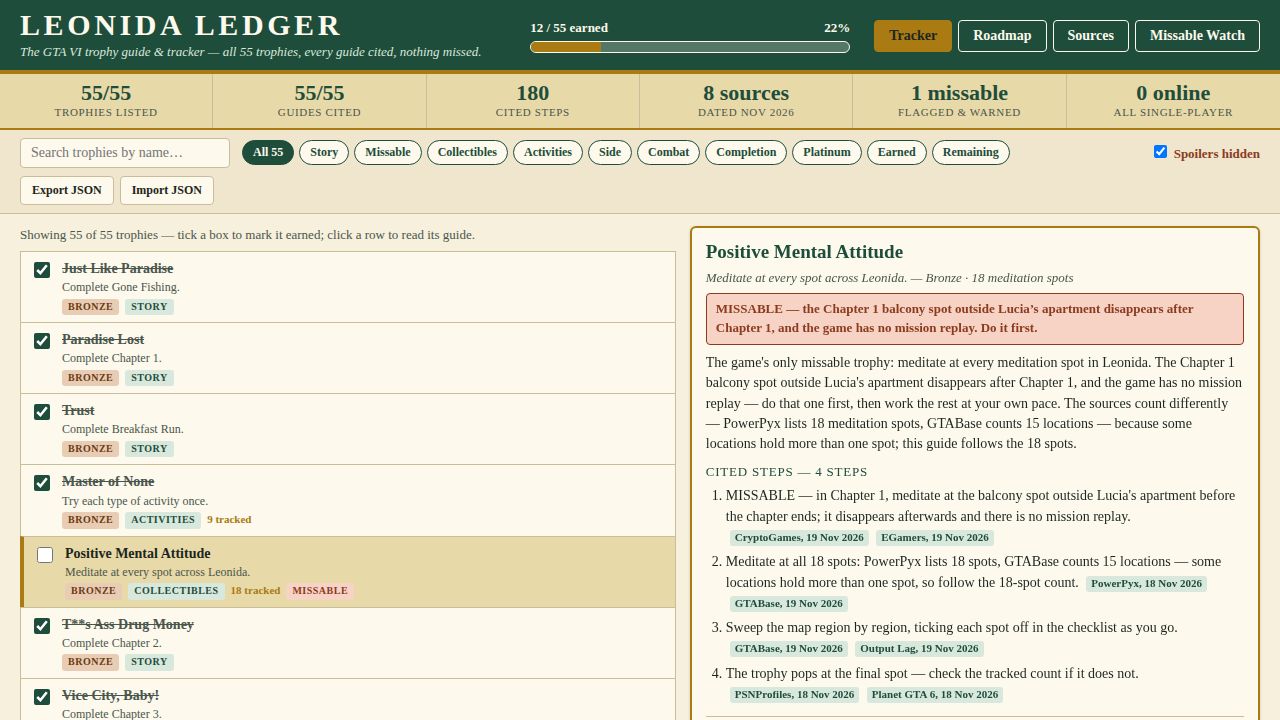 LEONIDA LEDGER
The GTA VI trophy guide & tracker — all 55 trophies, every guide cited, nothing missed.
12 / 55 earned 22%
Tracker Roadmap Sources Missable Watch
55/55
TROPHIES LISTED
55/55
GUIDES CITED
180
CITED STEPS
8 sources
DATED NOV 2026
1 missable
FLAGGED & WARNED
0 online
ALL SINGLE-PLAYER
Search trophies by name…
All 55 Story Missable Collectibles Activities Side Combat Completion Platinum Earned Remaining
Spoilers hidden
Export JSON Import JSON
Showing 55 of 55 trophies — tick a box to mark it earned; click a row to read its guide.
Just Like Paradise
Complete Gone Fishing.
BRONZE STORY
Paradise Lost
Complete Chapter 1.
BRONZE STORY
Trust
Complete Breakfast Run.
BRONZE STORY
Master of None
Try each type of activity once.
BRONZE ACTIVITIES 9 tracked
Positive Mental Attitude
Meditate at every spot across Leonida.
BRONZE COLLECTIBLES 18 tracked MISSABLE
T**s Ass Drug Money
Complete Chapter 2.
BRONZE STORY
Vice City, Baby!
Complete Chapter 3.
Positive Mental Attitude
Meditate at every spot across Leonida. — Bronze · 18 meditation spots
MISSABLE — the Chapter 1 balcony spot outside Lucia’s apartment disappears after
Chapter 1, and the game has no mission replay. Do it first.
The game's only missable trophy: meditate at every meditation spot in Leonida. The Chapter 1
balcony spot outside Lucia's apartment disappears after Chapter 1, and the game has no mission
replay — do that one first, then work the rest at your own pace. The sources count differently
— PowerPyx lists 18 meditation spots, GTABase counts 15 locations — because some
locations hold more than one spot; this guide follows the 18 spots.
CITED STEPS — 4 STEPS
1. MISSABLE — in Chapter 1, meditate at the balcony spot outside Lucia's apartment before
the chapter ends; it disappears afterwards and there is no mission replay.
CryptoGames, 19 Nov 2026 EGamers, 19 Nov 2026
2. Meditate at all 18 spots: PowerPyx lists 18 spots, GTABase counts 15 locations — some
locations hold more than one spot, so follow the 18-spot count. PowerPyx, 18 Nov 2026
GTABase, 19 Nov 2026
3. Sweep the map region by region, ticking each spot off in the checklist as you go.
GTABase, 19 Nov 2026 Output Lag, 19 Nov 2026
4. The trophy pops at the final spot — check the tracked count if it does not.
PSNProfiles, 18 Nov 2026 Planet GTA 6, 18 Nov 2026